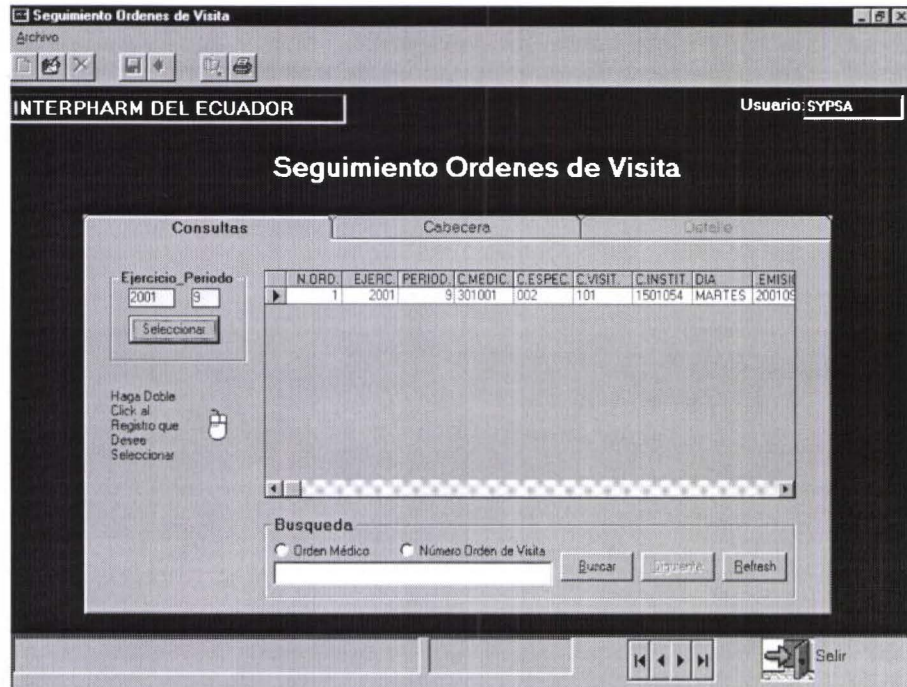 Seguimiento Ordenes de Visita
Archivo
INTERPHARM DEL ECUADOR
Usuario: SYPSA
Seguimiento Ordenes de Visita
Consultas Cabecera Detalle
Ejercicio_Periodo
2001 9
Seleccionar
N.ORD. EJERC. PERIOD. C.MEDIC C.ESPEC. C.VISIT. C.INSTIT DIA EMISI
1 2001 9 301001 002 101 1501054 MARTES 200109
Haga Doble
Click al
Registro que
Desee
Seleccionar
Busqueda
Orden Médico Número Orden de Visita
Buscar Siguiente Refresh
Salir